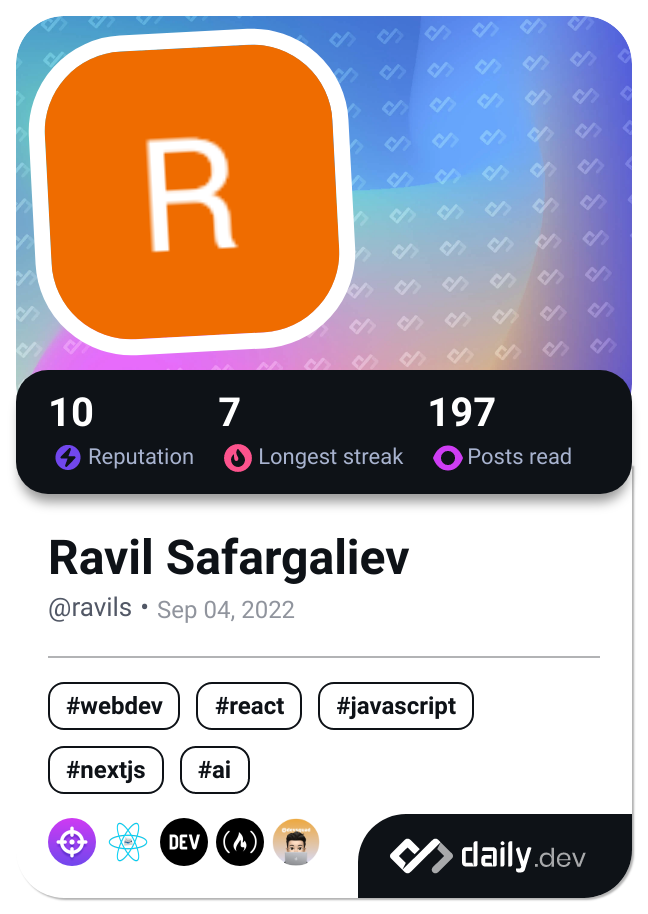 R
10 7 197
Reputation Longest streak Posts read
Ravil Safargaliev
@ravils • Sep 04, 2022
#webdev #react #javascript
#nextjs #ai
DEV
daily.dev